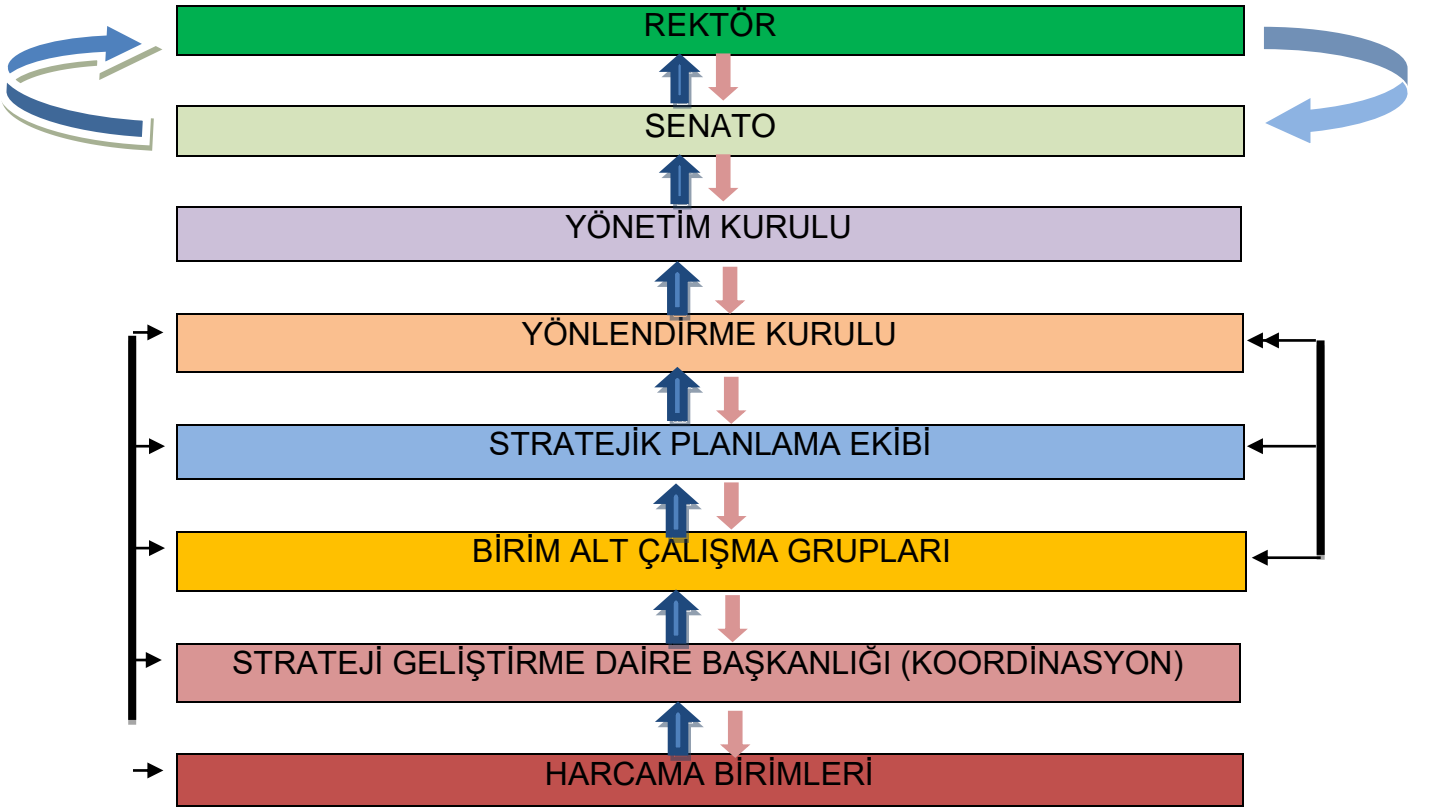 REKTÖR
SENATO
YÖNETİM KURULU
YÖNLENDİRME KURULU
STRATEJİK PLANLAMA EKİBİ
BİRİM ALT ÇALIŞMA GRUPLARI
STRATEJİ GELİŞTİRME DAİRE BAŞKANLIĞI (KOORDİNASYON)
HARCAMA BİRİMLERİ